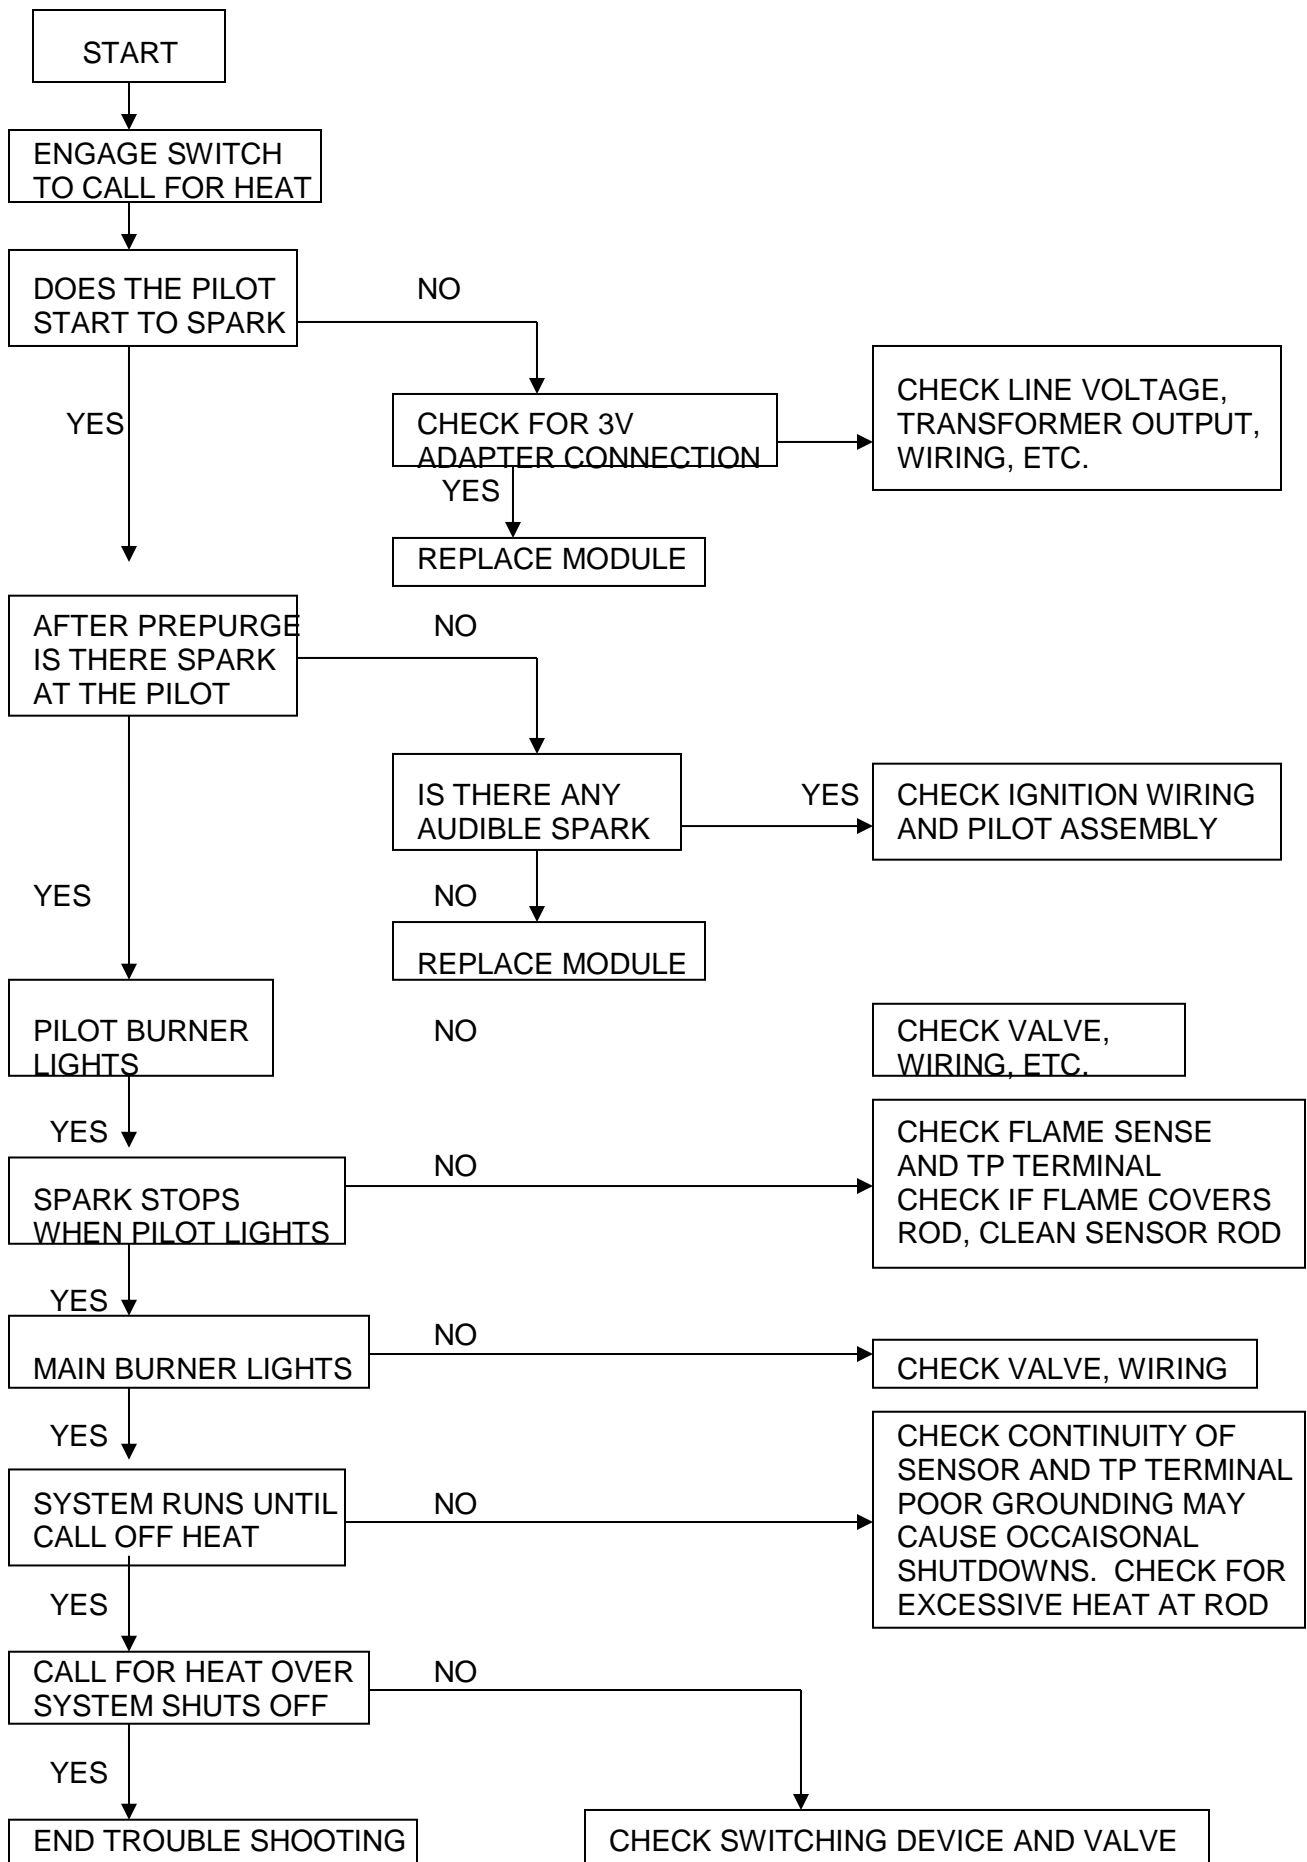 START
ENGAGE SWITCH
TO CALL FOR HEAT
DOES THE PILOT
START TO SPARK
NO
YES
CHECK FOR 3V
ADAPTER CONNECTION
CHECK LINE VOLTAGE,
TRANSFORMER OUTPUT,
WIRING, ETC.
YES
REPLACE MODULE
AFTER PREPURGE
IS THERE SPARK
AT THE PILOT
NO
IS THERE ANY
AUDIBLE SPARK
YES
CHECK IGNITION WIRING
AND PILOT ASSEMBLY
YES
NO
REPLACE MODULE
PILOT BURNER
LIGHTS
NO
CHECK VALVE,
WIRING, ETC.
YES
SPARK STOPS
WHEN PILOT LIGHTS
NO
CHECK FLAME SENSE
AND TP TERMINAL
CHECK IF FLAME COVERS
ROD, CLEAN SENSOR ROD
YES
MAIN BURNER LIGHTS
NO
CHECK VALVE, WIRING
YES
SYSTEM RUNS UNTIL
CALL OFF HEAT
NO
CHECK CONTINUITY OF
SENSOR AND TP TERMINAL
POOR GROUNDING MAY
CAUSE OCCAISONAL
SHUTDOWNS.  CHECK FOR
EXCESSIVE HEAT AT ROD
YES
CALL FOR HEAT OVER
SYSTEM SHUTS OFF
NO
YES
END TROUBLE SHOOTING
CHECK SWITCHING DEVICE AND VALVE